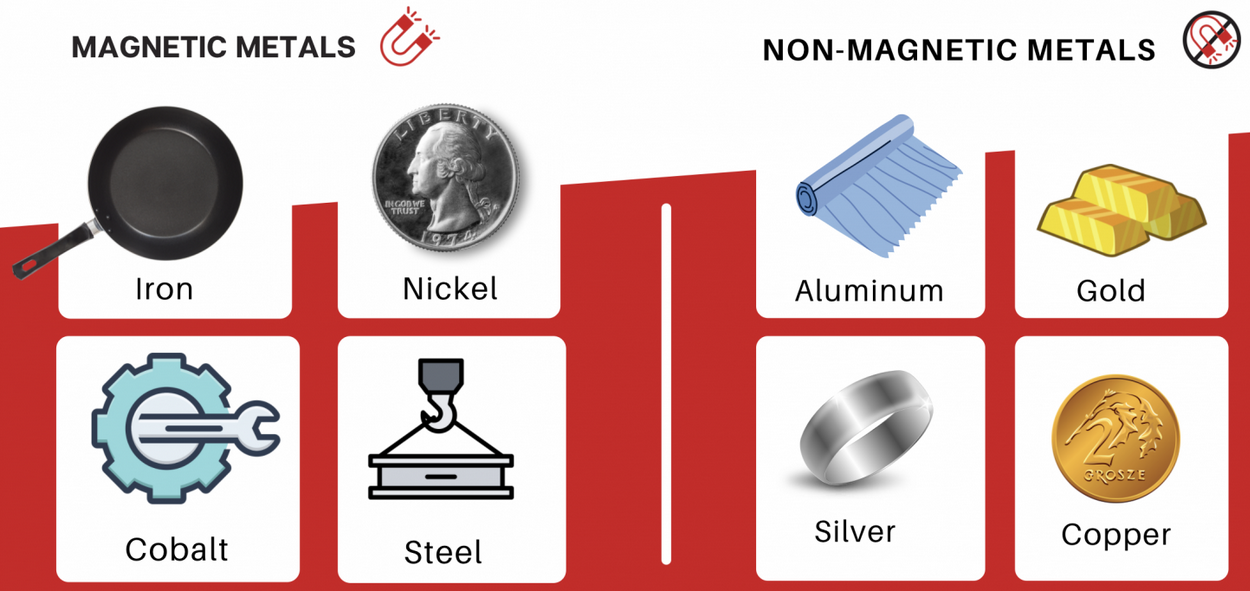 MAGNETIC METALS
NON-MAGNETIC METALS
LIBERTY
IN GOD WE
TRUST
1974
Iron
Nickel
Aluminum
Gold
2
GROSZE
Cobalt
Steel
Silver
Copper